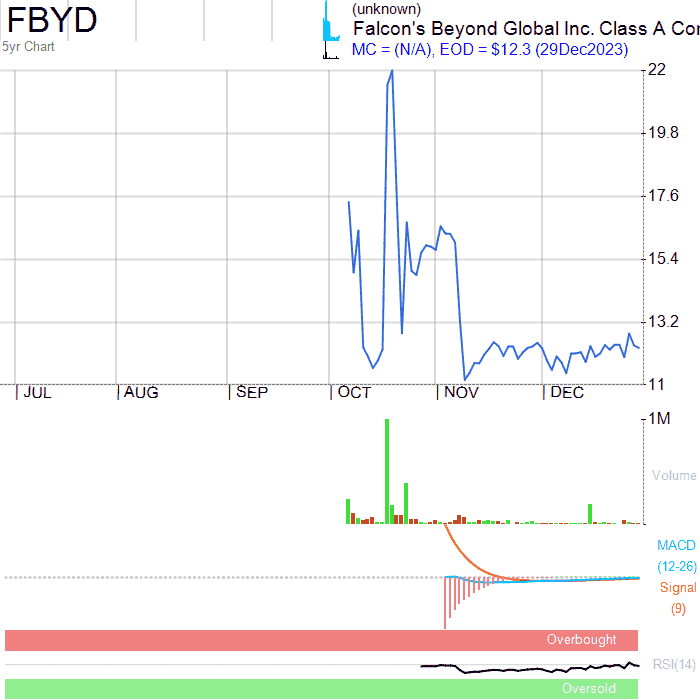 FBYD
5yr Chart
(unknown)
Falcon's Beyond Global Inc. Class A Cor
MC = (N/A), EOD = $12.3 (29Dec2023)
22
19.8
17.6
15.4
13.2
11
JUL AUG SEP OCT NOV DEC
1M
Volume
MACD
(12-26)
Signal
(9)
Overbought
RSI(14)
Oversold